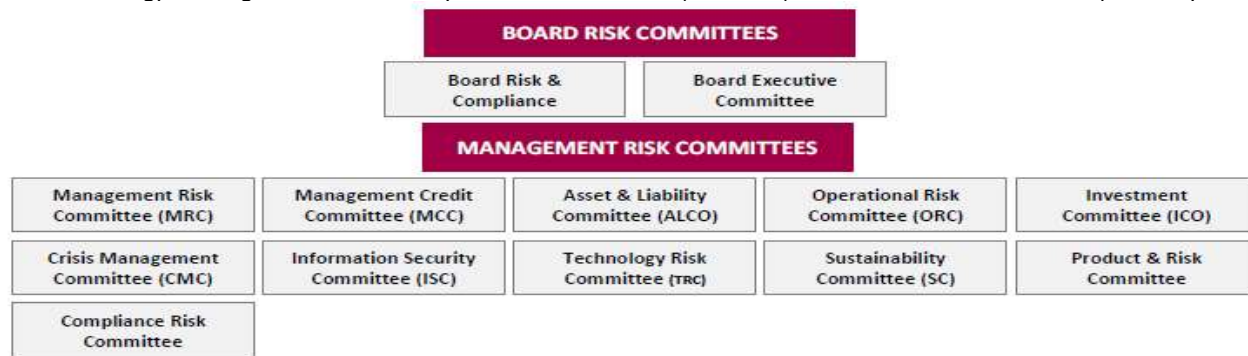 BOARD RISK COMMITTEES
Board Risk &
Compliance
Board Executive
Committee
MANAGEMENT RISK COMMITTEES
Management Risk
Committee (MRC)
Management Credit
Committee (MCC)
Asset & Liability
Committee (ALCO)
Operational Risk
Committee (ORC)
Investment
Committee (ICO)
Crisis Management
Committee (CMC)
Information Security
Committee (ISC)
Technology Risk
Committee (TRC)
Sustainability
Committee (SC)
Product & Risk
Committee
Compliance Risk
Committee